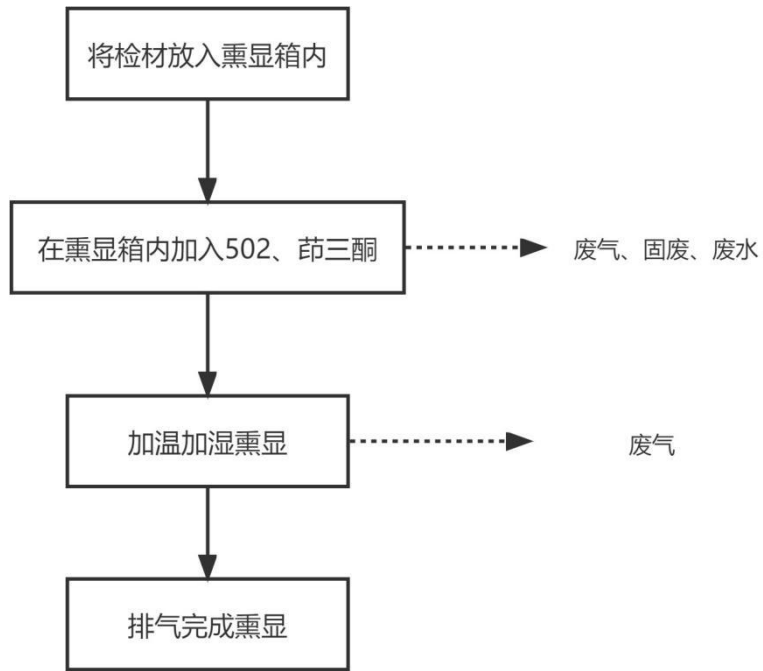 将检材放入熏显箱内
在熏显箱内加入502、茚三酮
废气、固废、废水
加温加湿熏显
废气
排气完成熏显